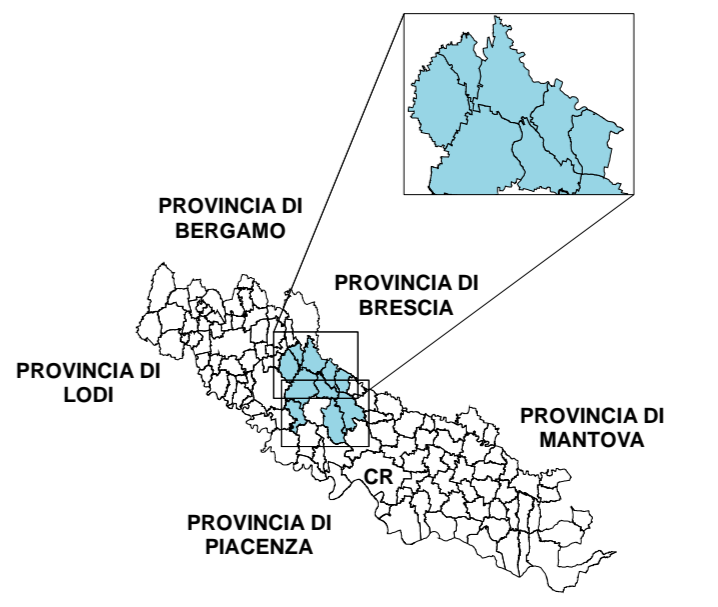 PROVINCIA DI
BERGAMO
PROVINCIA DI
BRESCIA
PROVINCIA DI
LODI
PROVINCIA DI
MANTOVA
CR
PROVINCIA DI
PIACENZA